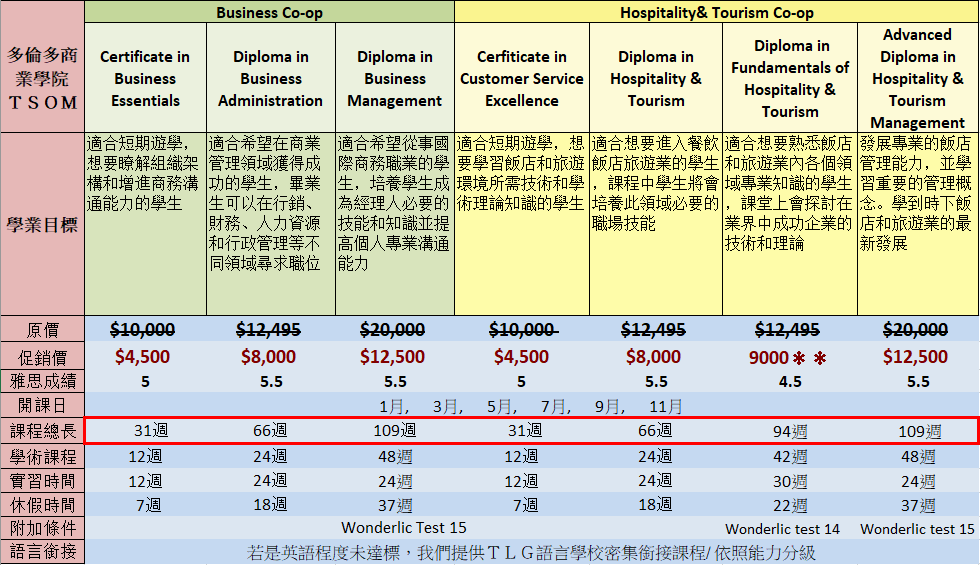 Business Co-op Hospitality& Tourism Co-op
多倫多商
業學院
ＴＳＯＭ
Certificate in
Business
Essentials
Diploma in
Business
Administration
Diploma in
Business
Management
Cerfiticate in
Customer Service
Excellence
Diploma in
Hospitality &
Tourism
Diploma in
Fundamentals of
Hospitality &
Tourism
Advanced
Diploma in
Hospitality &
Tourism
Management
學業目標
適合短期遊學，
想要瞭解組織架
構和增進商務溝
通能力的學生
適合希望在商業
管理領域獲得成
功的學生，畢業
生可以在行銷、
財務、人力資源
和行政管理等不
同領域尋求職位
適合希望從事國
際商務職業的學
生，培養學生成
為經理人必要的
技能和知識並提
高個人專業溝通
能力
適合短期遊學，想
要學習飯店和旅遊
環境所需技術和學
術理論知識的學生
適合想要進入餐飲
飯店旅遊業的學生
，課程中學生將會
培養此領域必要的
職場技能
適合想要熟悉飯店
和旅遊業內各個領
域專業知識的學生
，課堂上會探討在
業界中成功企業的
技術和理論
發展專業的飯店
管理能力，並學
習重要的管理概
念。學到時下飯
店和旅遊業的最
新發展
原價 $10,000 $12,495 $20,000 $10,000 $12,495 $12,495 $20,000
促銷價 $4,500 $8,000 $12,500 $4,500 $8,000 9000＊＊ $12,500
雅思成績 5 5.5 5.5 5 5.5 4.5 5.5
開課日 1月, 3月, 5月, 7月, 9月, 11月
課程總長 31週 66週 109週 31週 66週 94週 109週
學術課程 12週 24週 48週 12週 24週 42週 48週
實習時間 12週 24週 24週 12週 24週 30週 24週
休假時間 7週 18週 37週 7週 18週 22週 37週
附加條件 Wonderlic Test 15 Wonderlic test 14 Wonderlic test 15
語言銜接 若是英語程度未達標，我們提供ＴＬＧ語言學校密集銜接課程/ 依照能力分級